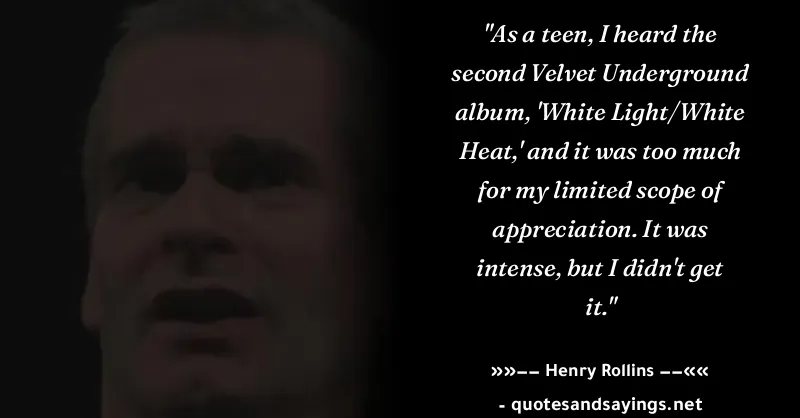 "As a teen, I heard the
second Velvet Underground
album, 'White Light/White
Heat,' and it was too much
for my limited scope of
appreciation. It was
intense, but I didn't get
it."
»»–– Henry Rollins ––««
- quotesandsayings.net